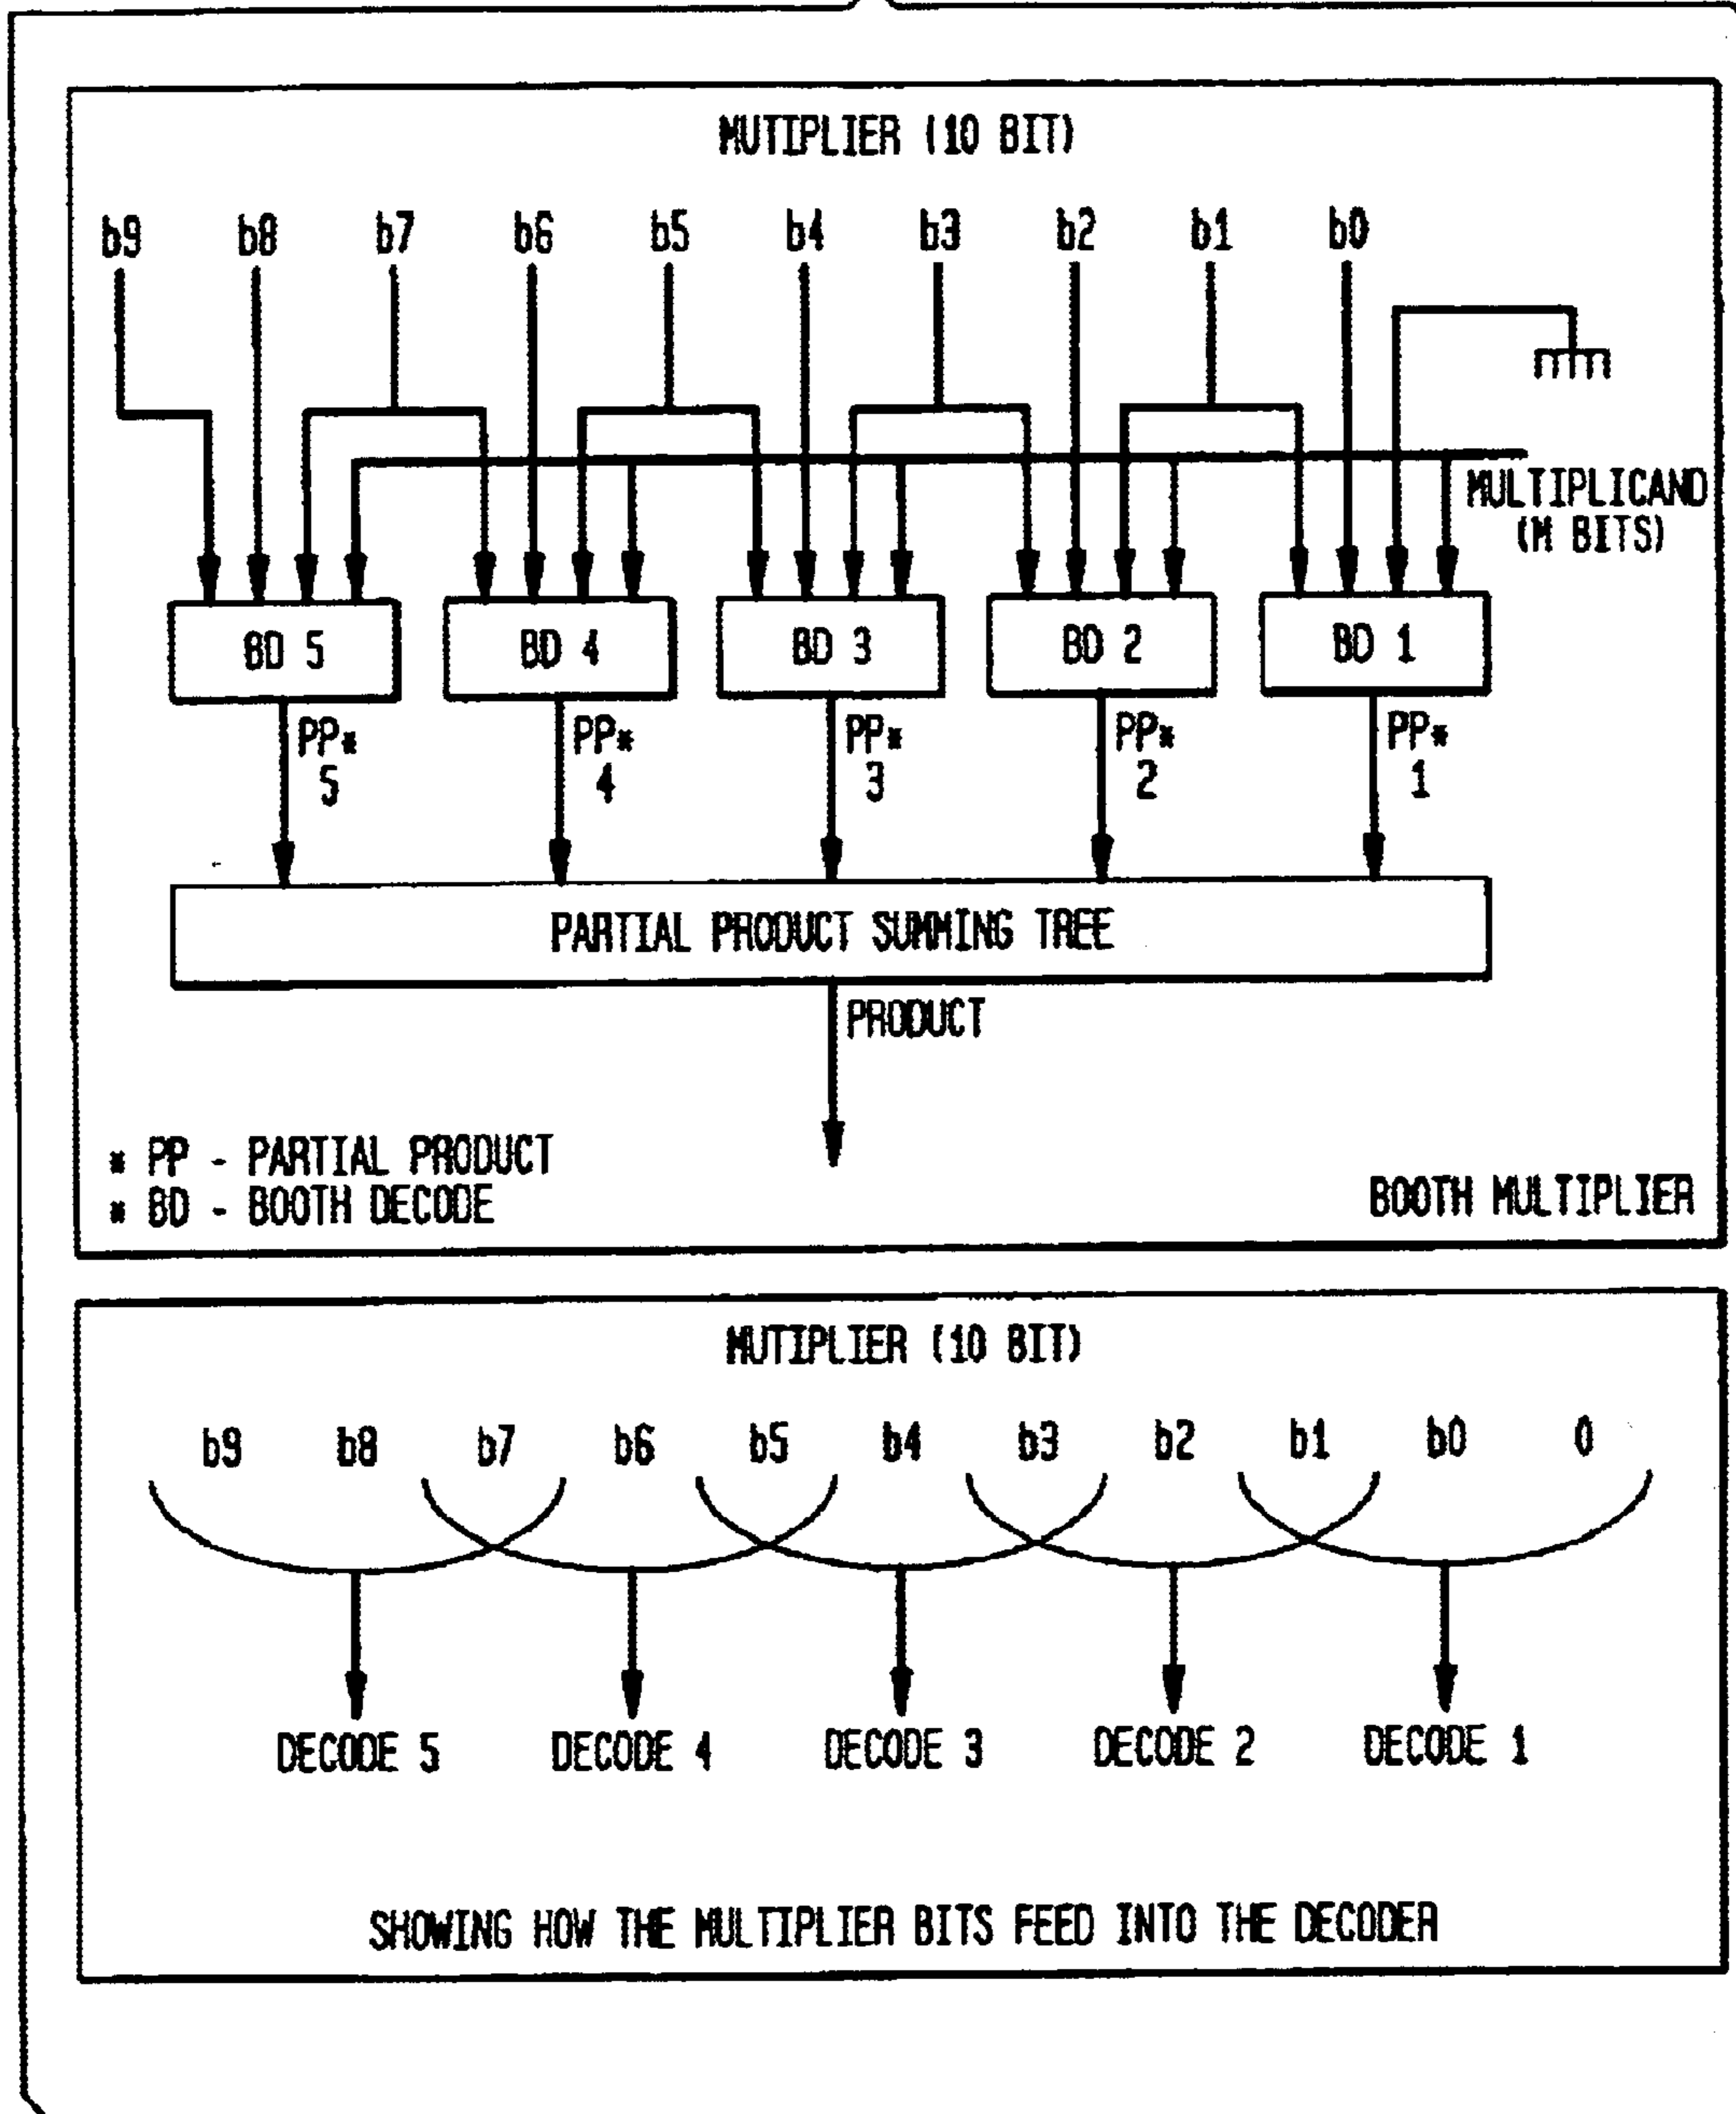 MUTIPLIER (10 BIT)
b9 b8 b7 b6 b5 b4 b3 b2 b1 b0
MULTIPLICAND
(M BITS)
BD 5 BD 4 BD 3 BD 2 BD 1
PP* PP* PP* PP* PP*
5 4 3 2 1
PARTIAL PRODUCT SUMMING TREE
PRODUCT
* PP - PARTIAL PRODUCT
* BD - BOOTH DECODE
BOOTH MULTIPLIER
MUTIPLIER (10 BIT)
b9 b8 b7 b6 b5 b4 b3 b2 b1 b0 0
DECODE 5 DECODE 4 DECODE 3 DECODE 2 DECODE 1
SHOWING HOW THE MULTIPLIER BITS FEED INTO THE DECODER